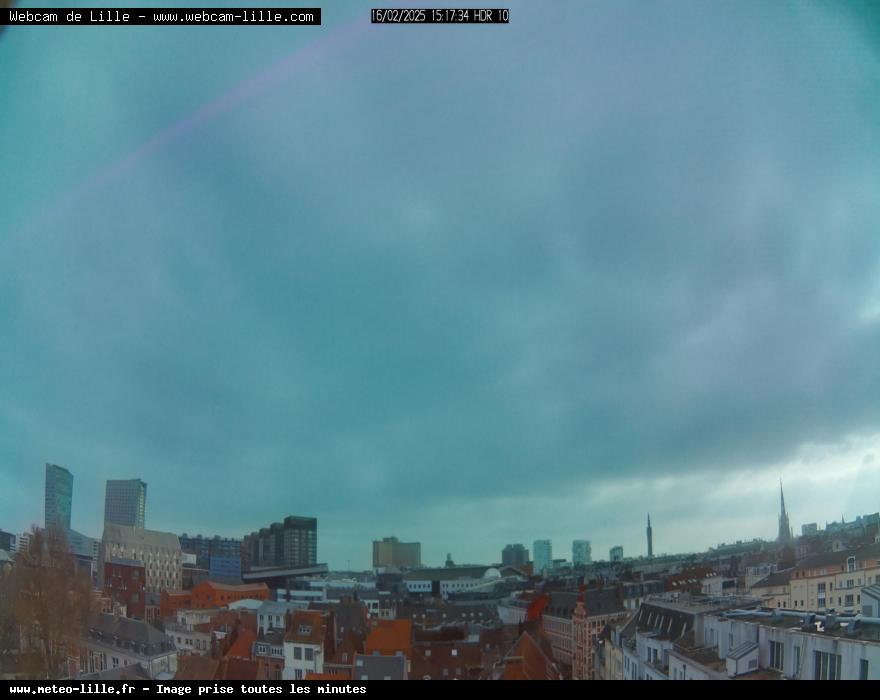 Webcam de Lille - www.webcam-lille.com
16/02/2025 15:17:34 HDR 10
www.meteo-lille.fr - Image prise toutes les minutes